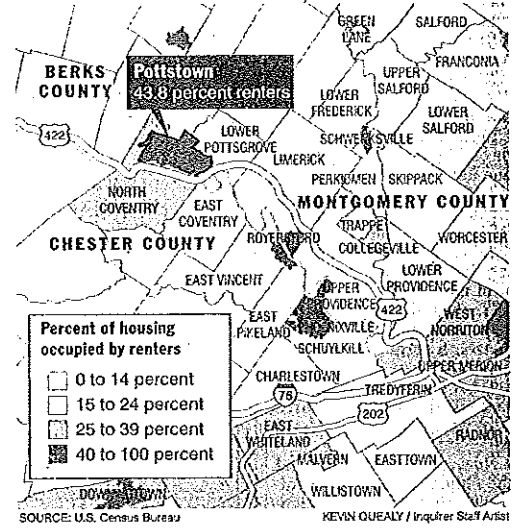 GREEN
LANE
SALFORD
FRANCONIA
BERKS
COUNTY
Pottstown
43.8 percent renters
UPPER
SALFORD
LOWER
FREDERICK
LOWER
SALFORD
422
LOWER
POTTSGROVE
SCHWENKSVILLE
LIMERICK
PERKIOMEN
SKIPPACK
NORTH
COVENTRY
EAST
COVENTRY
MONTGOMERY COUNTY
TRAPPE
CHESTER COUNTY
ROYERSFORD
COLLEGEVILLE
WORCESTER
EAST VINCENT
LOWER
PROVIDENCE
UPPER
PROVIDENCE
EAST
PIKELAND
422
WEST
NORRITON
SCHUYLKILL
UPPER MERION
CHARLESTOWN
76
TREDYFFRIN
202
EAST
WHITELAND
RADNOR
MALVERN
EASTTOWN
WILLISTOWN
DOWNINGTOWN
Percent of housing
occupied by renters
0 to 14 percent
15 to 24 percent
25 to 39 percent
40 to 100 percent
SOURCE: U.S. Census Bureau
KEVIN QUEALY / Inquirer Staff Artist